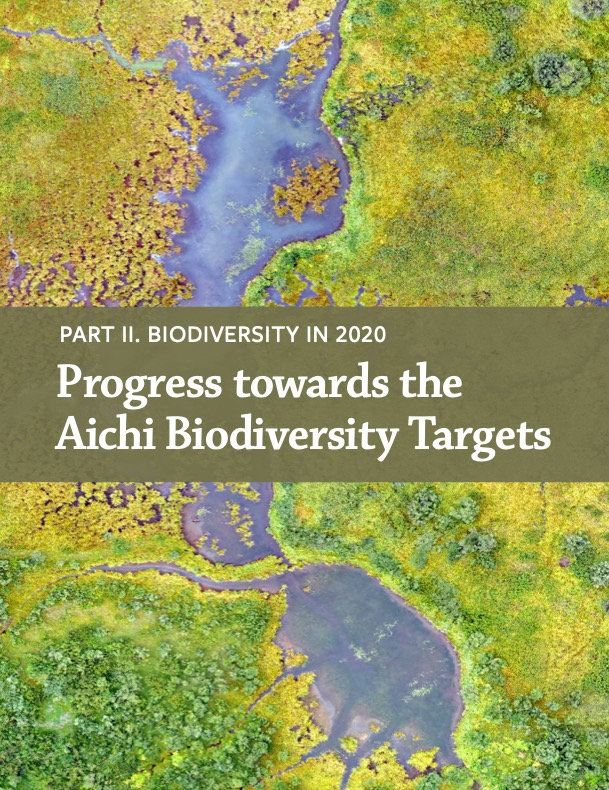 PART II. BIODIVERSITY IN 2020
Progress towards the
Aichi Biodiversity Targets